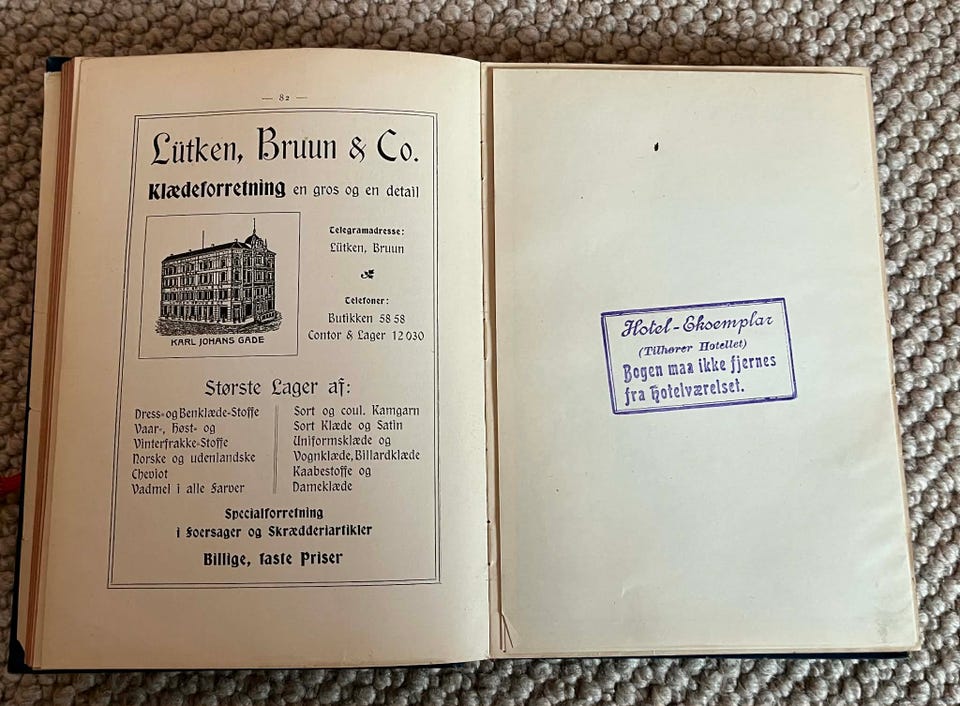 — 82 —
Lütken, Bruun & Co.
Klædeforretning en gros og en detail
KARL JOHANS GADE
Telegramadresse:
Lütken, Bruun
Telefoner:
Butikken 58 58
Contor & Lager 12 030
Største Lager af:
Dress- og Benklæde-Stoffe
Vaar-, Høst- og
Vinterfrakke-Stoffe
Norske og udenlandske
Cheviot
Vadmel i alle Farver
Sort og coul. Kamgarn
Sort Klæde og Satin
Uniformsklæde og
Vognklæde, Billardklæde
Kaabestoffe og
Dameklæde
Specialforretning
i Foersager og Skrædderiartikler
Billige, faste Priser
Hotel-Eksemplar
(Tilhører Hotellet)
Bogen maa ikke fjernes
fra Hotelværelset.